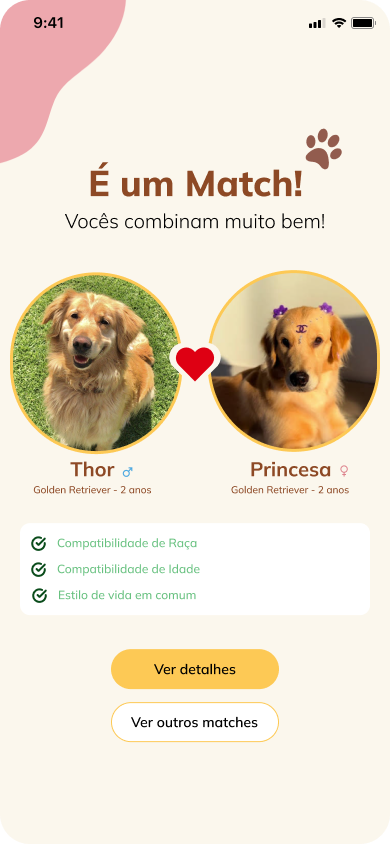 9:41
É um Match!
Vocês combinam muito bem!
Thor
Princesa
Golden Retriever - 2 anos
Golden Retriever - 2 anos
Compatibilidade de Raça
Compatibilidade de Idade
Estilo de vida em comum
Ver detalhes
Ver outros matches